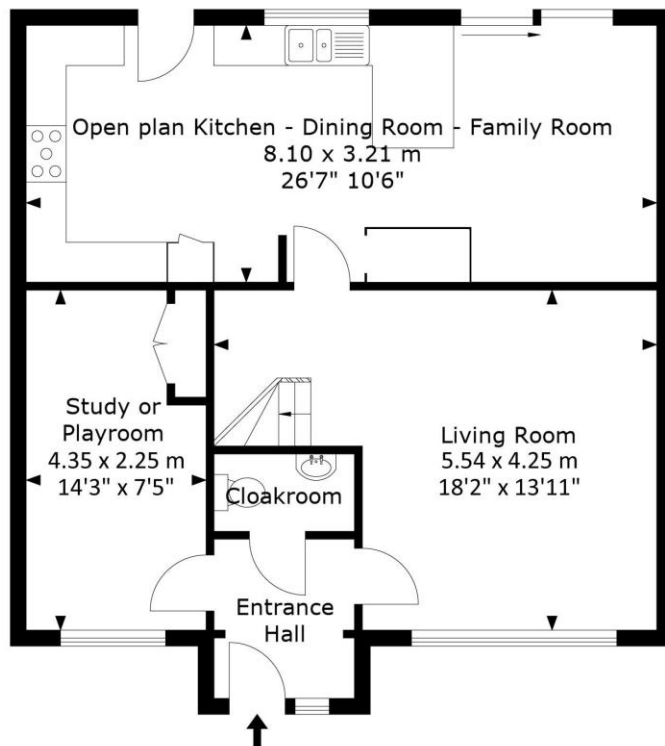 Open plan Kitchen - Dining Room - Family Room
8.10 x 3.21 m
26'7" 10'6"
Study or
Playroom
4.35 x 2.25 m
14'3" x 7'5"
Living Room
5.54 x 4.25 m
18'2" x 13'11"
Cloakroom
Entrance
Hall